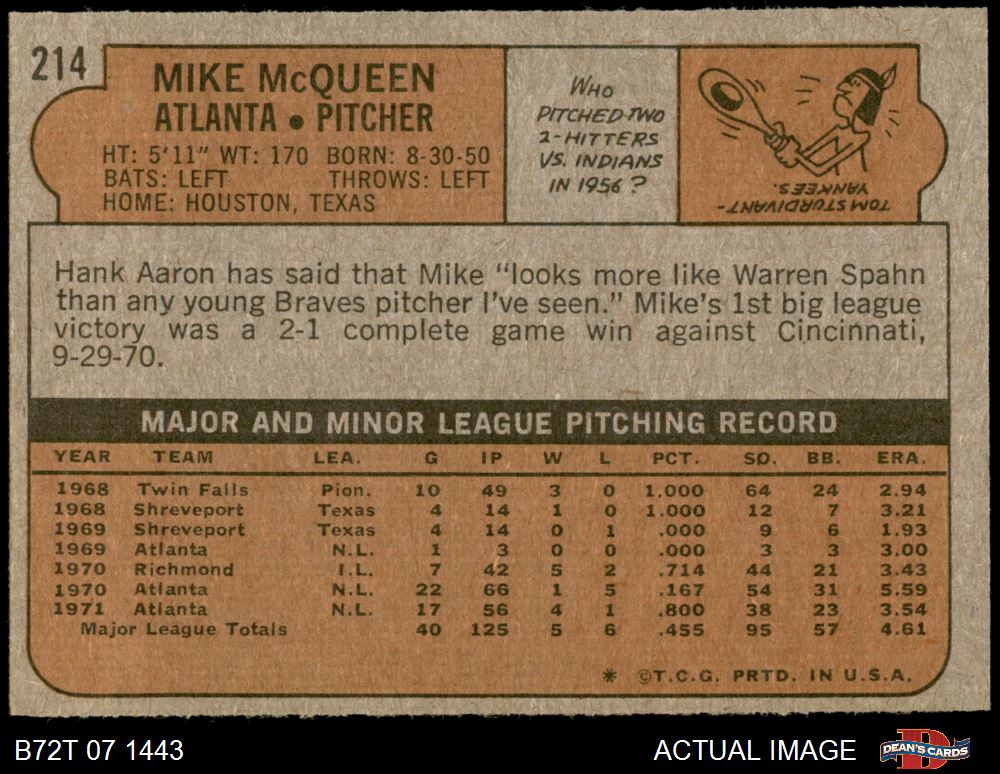 214
MIKE McQUEEN
ATLANTA • PITCHER
HT: 5'11" WT: 170 BORN: 8-30-50
BATS: LEFT THROWS: LEFT
HOME: HOUSTON, TEXAS
WHO
PITCHED TWO
2-HITTERS
VS. INDIANS
IN 1956?
TOM STURDIVANT-
YANKEES.
Hank Aaron has said that Mike "looks more like Warren Spahn
than any young Braves pitcher I've seen." Mike's 1st big league
victory was a 2-1 complete game win against Cincinnati,
9-29-70.
MAJOR AND MINOR LEAGUE PITCHING RECORD
YEAR TEAM LEA. G IP W L PCT. SO. BB. ERA.
1968 Twin Falls Pion. 10 49 3 0 1.000 64 24 2.94
1968 Shreveport Texas 4 14 1 0 1.000 12 7 3.21
1969 Shreveport Texas 4 14 0 1 .000 9 6 1.93
1969 Atlanta N.L. 1 3 0 0 .000 3 3 3.00
1970 Richmond I.L. 7 42 5 2 .714 44 21 3.43
1970 Atlanta N.L. 22 66 1 5 .167 54 31 5.59
1971 Atlanta N.L. 17 56 4 1 .800 38 23 3.54
Major League Totals 40 125 5 6 .455 95 57 4.61
* ©T.C.G. PRTD. IN U.S.A.
B72T 07 1443
ACTUAL IMAGE
DEAN'S CARDS